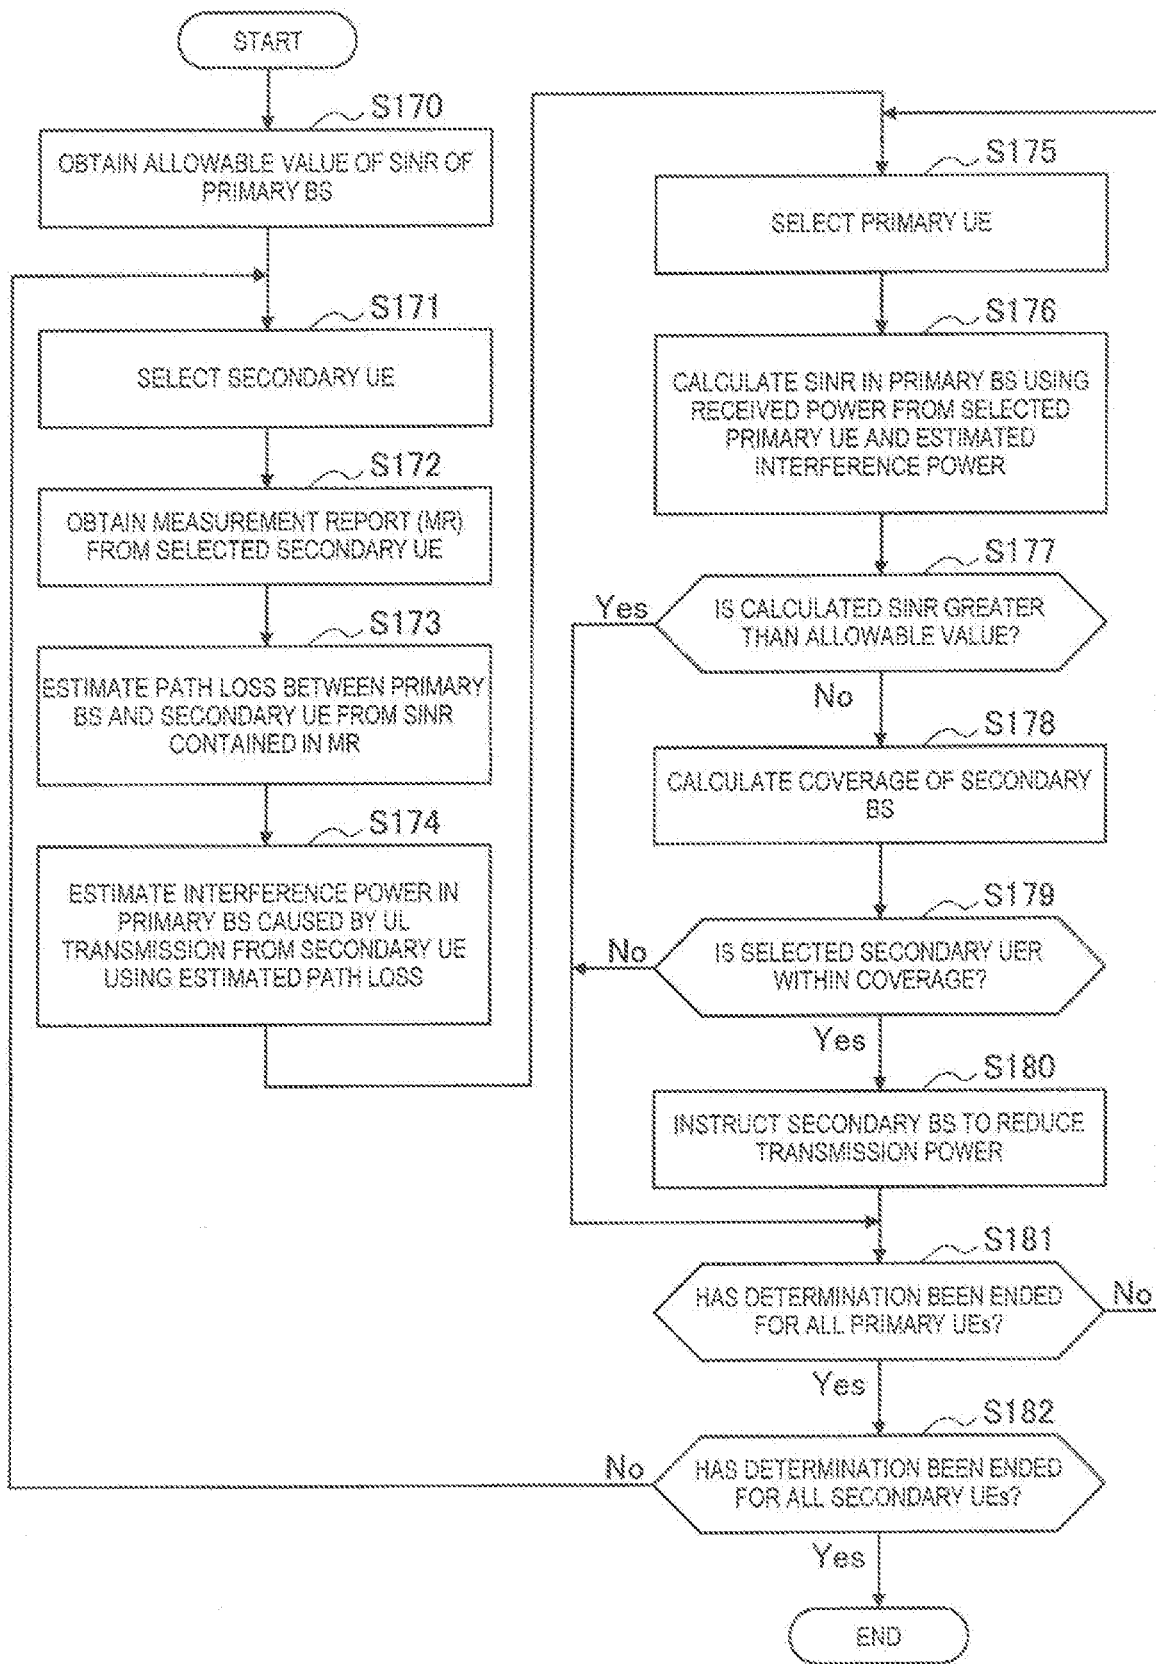 START
S170
OBTAIN ALLOWABLE VALUE OF SINR OF
PRIMARY BS
S171
SELECT SECONDARY UE
S172
OBTAIN MEASUREMENT REPORT (MR)
FROM SELECTED SECONDARY UE
S173
ESTIMATE PATH LOSS BETWEEN PRIMARY
BS AND SECONDARY UE FROM SINR
CONTAINED IN MR
S174
ESTIMATE INTERFERENCE POWER IN
PRIMARY BS CAUSED BY UL
TRANSMISSION FROM SECONDARY UE
USING ESTIMATED PATH LOSS
S175
SELECT PRIMARY UE
S176
CALCULATE SINR IN PRIMARY BS USING
RECEIVED POWER FROM SELECTED
PRIMARY UE AND ESTIMATED
INTERFERENCE POWER
S177
Yes
IS CALCULATED SINR GREATER
THAN ALLOWABLE VALUE?
No
S178
CALCULATE COVERAGE OF SECONDARY
BS
S179
No
IS SELECTED SECONDARY UER
WITHIN COVERAGE?
Yes
S180
INSTRUCT SECONDARY BS TO REDUCE
TRANSMISSION POWER
S181
HAS DETERMINATION BEEN ENDED
FOR ALL PRIMARY UEs?
No
Yes
S182
No
HAS DETERMINATION BEEN ENDED
FOR ALL SECONDARY UEs?
Yes
END